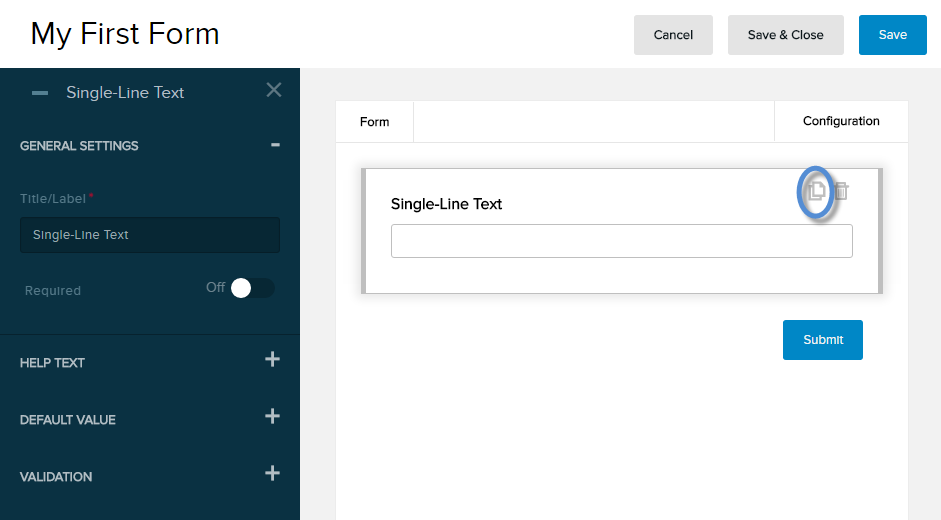 My First Form
Cancel
Save & Close
Save
Single-Line Text
GENERAL SETTINGS
Title/Label*
Single-Line Text
Required
Off
HELP TEXT
DEFAULT VALUE
VALIDATION
Form
Configuration
Single-Line Text
Submit